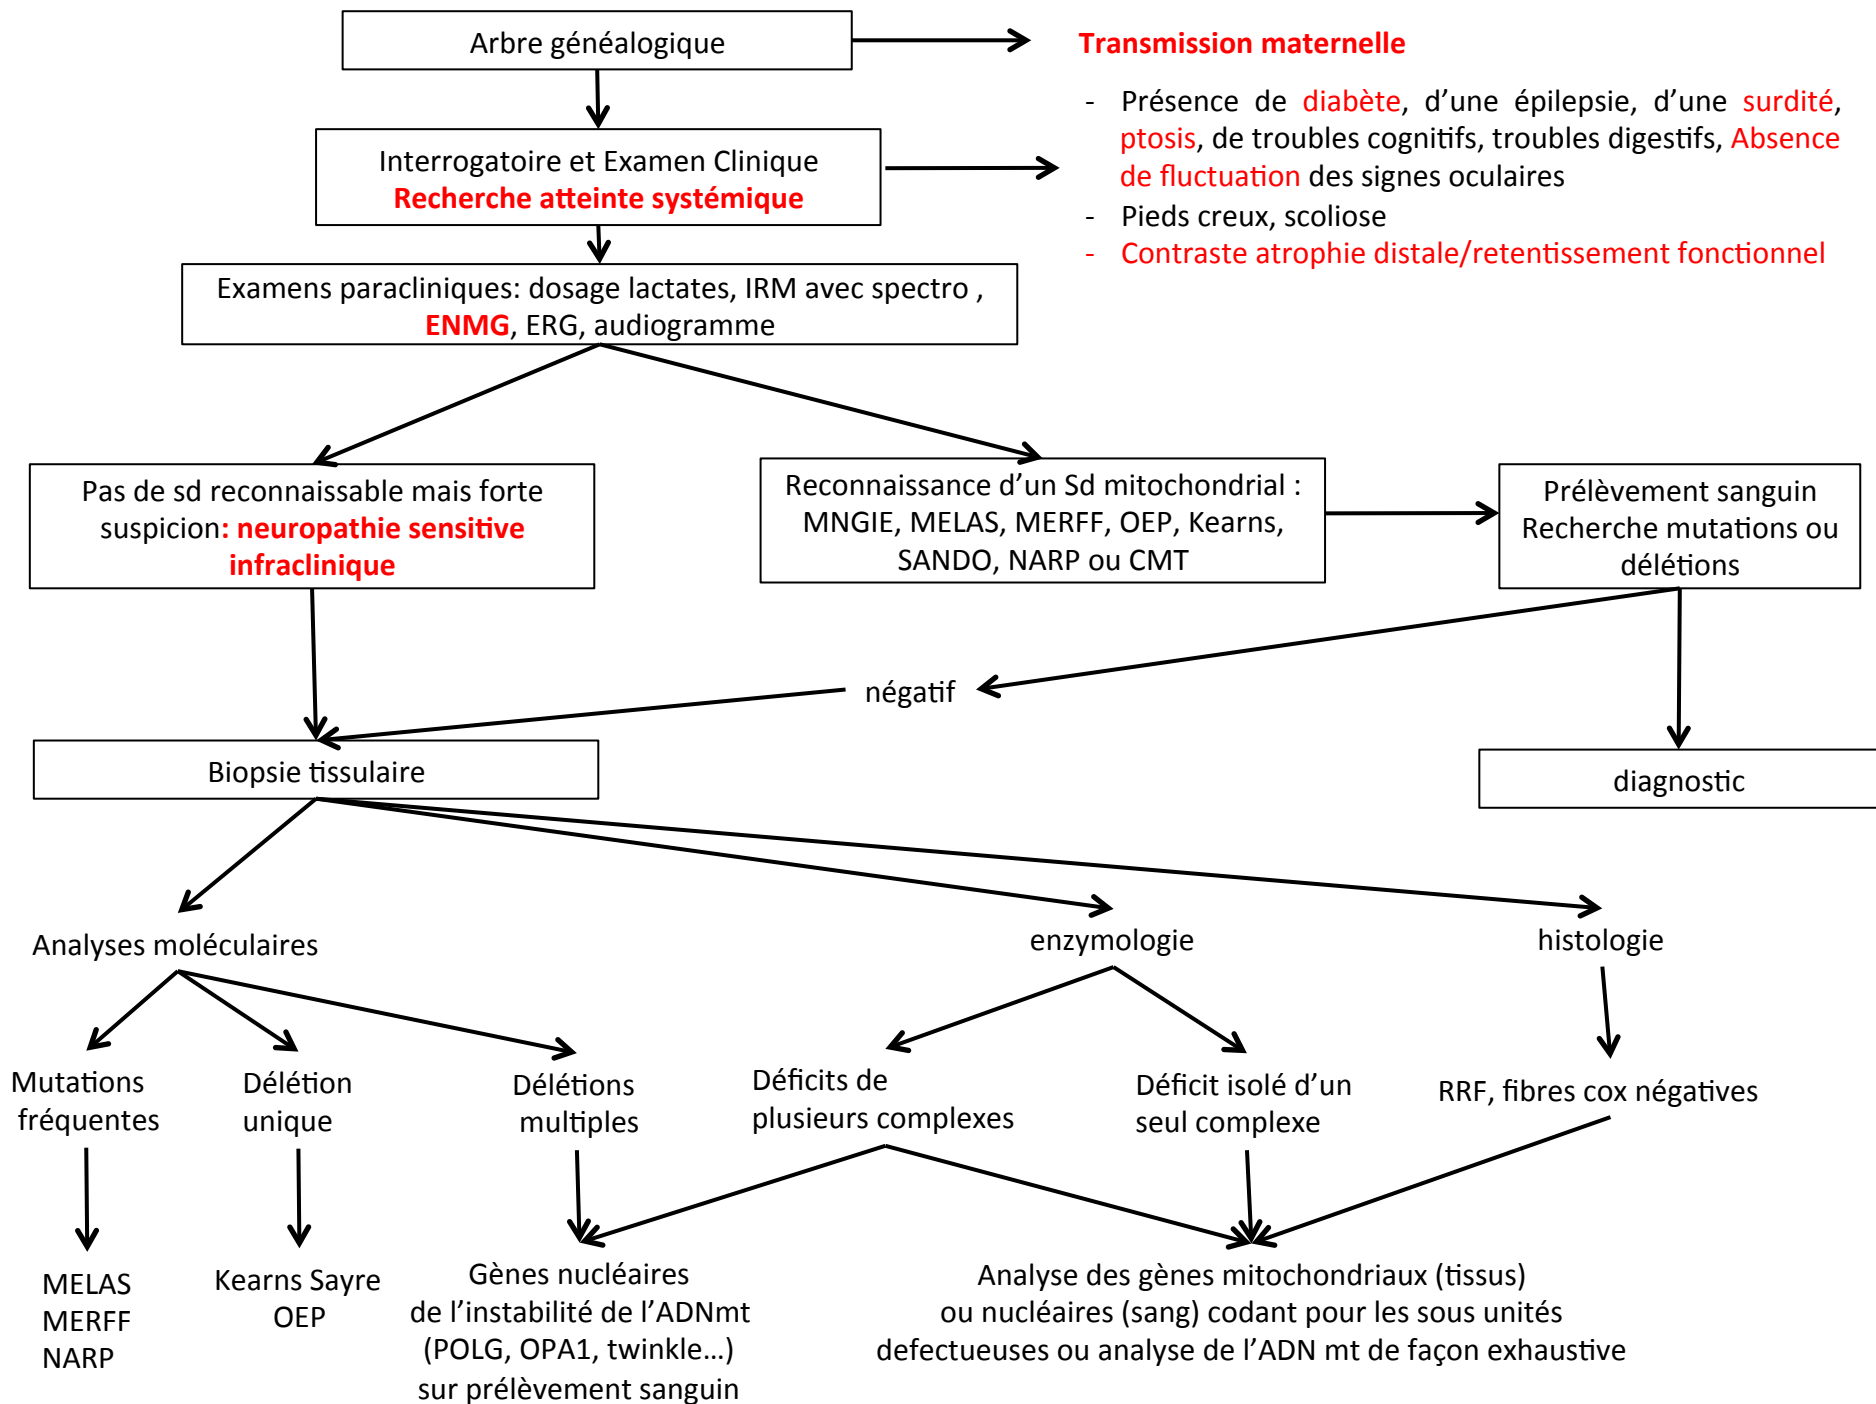 Arbre généalogique
Transmission maternelle
- Présence de diabète, d'une épilepsie, d'une surdité,
ptosis, de troubles cognitifs, troubles digestifs, Absence
de fluctuation des signes oculaires
- Pieds creux, scoliose
- Contraste atrophie distale/retentissement fonctionnel
Interrogatoire et Examen Clinique
Recherche atteinte systémique
Examens paracliniques: dosage lactates, IRM avec spectro ,
ENMG, ERG, audiogramme
Pas de sd reconnaissable mais forte
suspicion: neuropathie sensitive
infraclinique
Reconnaissance d'un Sd mitochondrial :
MNGIE, MELAS, MERFF, OEP, Kearns,
SANDO, NARP ou CMT
Prélèvement sanguin
Recherche mutations ou
délétions
négatif
Biopsie tissulaire
diagnostic
Analyses moléculaires
enzymologie
histologie
Mutations
fréquentes
Délétion
unique
Délétions
multiples
Déficits de
plusieurs complexes
Déficit isolé d'un
seul complexe
RRF, fibres cox négatives
MELAS
MERFF
NARP
Kearns Sayre
OEP
Gènes nucléaires
de l'instabilité de l'ADNmt
(POLG, OPA1, twinkle…)
sur prélèvement sanguin
Analyse des gènes mitochondriaux (tissus)
ou nucléaires (sang) codant pour les sous unités
defectueuses ou analyse de l'ADN mt de façon exhaustive